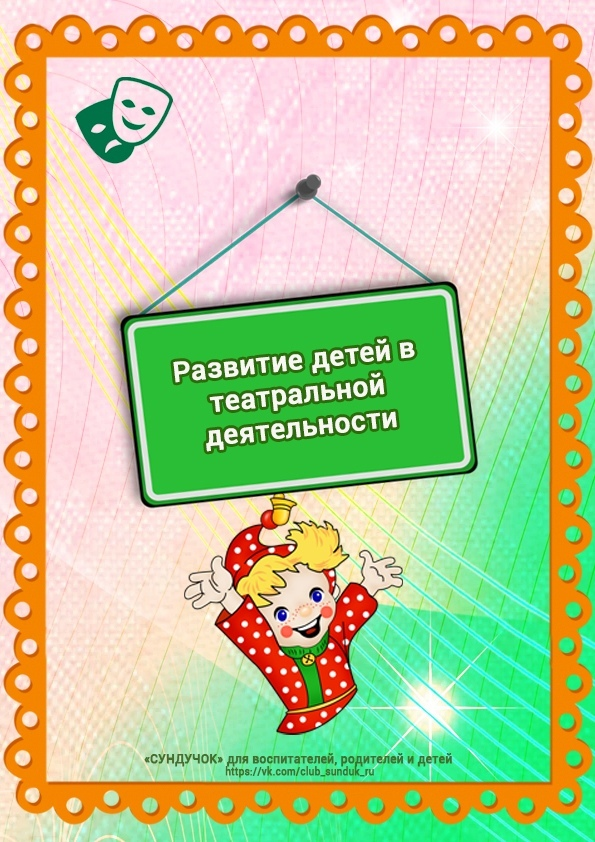 Развитие детей в
театральной
деятельности
«СУНДУЧОК» для воспитателей, родителей и детей
https://vk.com/club_sunduk_ru